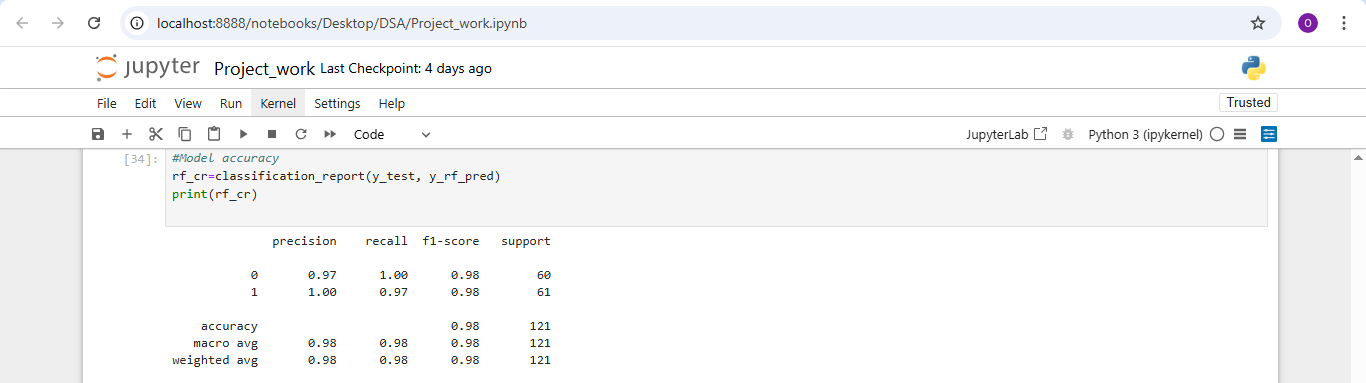 localhost:8888/notebooks/Desktop/DSA/Project_work.ipynb
O
jupyter Project_work Last Checkpoint: 4 days ago
File Edit View Run Kernel Settings Help
Trusted
Code
JupyterLab
Python 3 (ipykernel)
[34]: #Model accuracy
rf_cr=classification_report(y_test, y_rf_pred)
print(rf_cr)
precision recall f1-score support
0 0.97 1.00 0.98 60
1 1.00 0.97 0.98 61
accuracy 0.98 121
macro avg 0.98 0.98 0.98 121
weighted avg 0.98 0.98 0.98 121